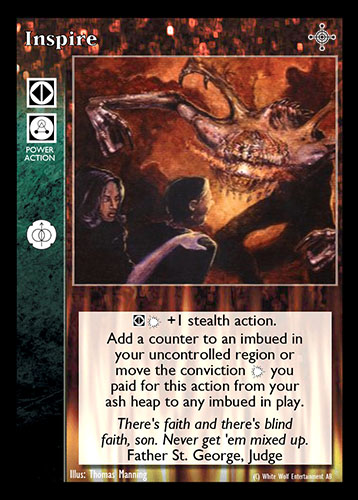 Inspire
POWER
ACTION
+1 stealth action.
Add a counter to an imbued in
your uncontrolled region or
move the conviction you
paid for this action from your
ash heap to any imbued in play.
There's faith and there's blind
faith, son. Never get 'em mixed up.
Father St. George, Judge
Illus: Thomas Manning
(C) White Wolf Entertainment AB